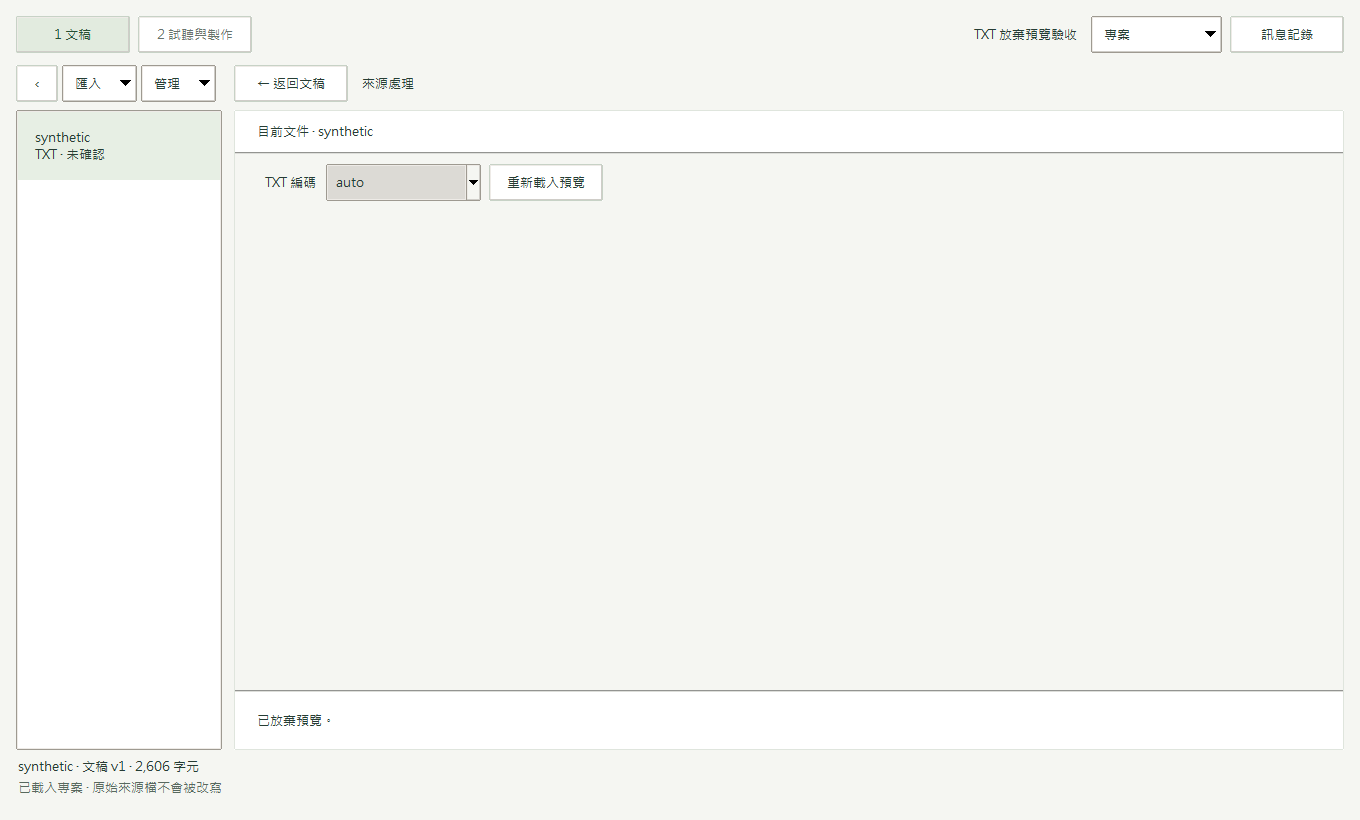 1 文稿
2 試聽與製作
TXT 放棄預覽驗收
專案
訊息記錄
‹
匯入
管理
← 返回文稿
來源處理
synthetic
TXT · 未確認
目前文件 · synthetic
TXT 編碼
auto
重新載入預覽
已放棄預覽。
synthetic · 文稿 v1 · 2,606 字元
已載入專案 · 原始來源檔不會被改寫